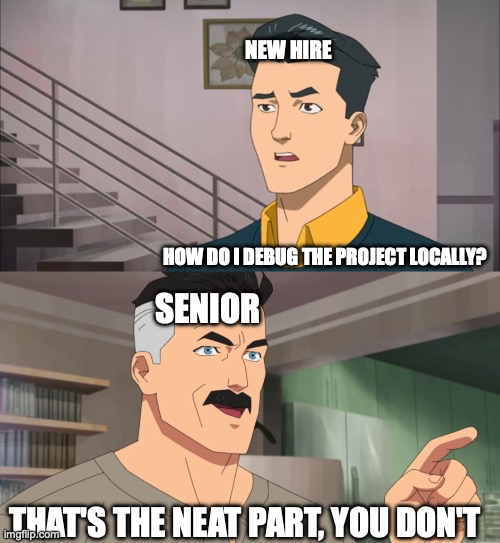 NEW HIRE
HOW DO I DEBUG THE PROJECT LOCALLY?
SENIOR
THAT'S THE NEAT PART, YOU DON'T
imgflip.com